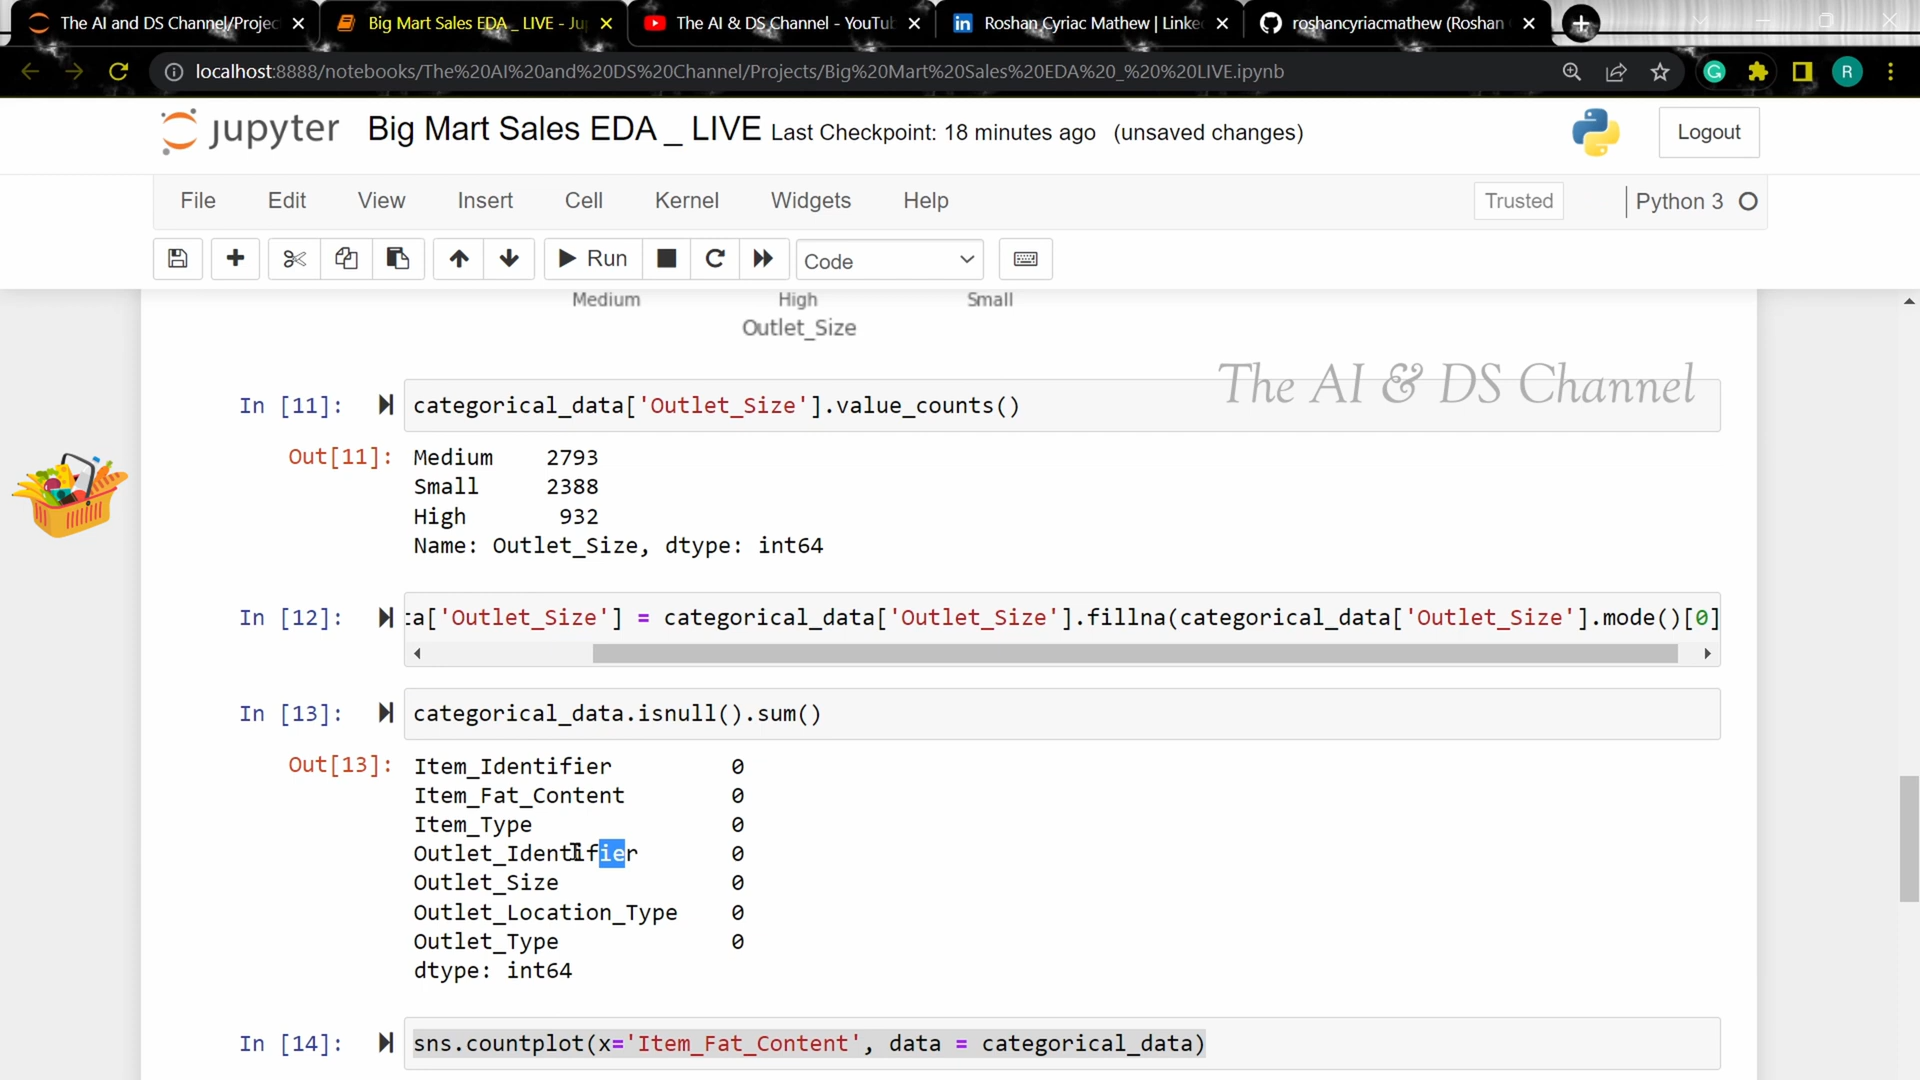 The AI and DS Channel/Projec
Big Mart Sales EDA _ LIVE - Ju
The AI & DS Channel - YouTub
in Roshan Cyriac Mathew | Linke
roshancyriacmathew (Roshan
localhost:8888/notebooks/The%20AI%20and%20DS%20Channel/Projects/Big%20Mart%20Sales%20EDA%20_%20%20LIVE.ipynb
G
R
jupyter Big Mart Sales EDA _ LIVE Last Checkpoint: 18 minutes ago (unsaved changes)
Logout
File Edit View Insert Cell Kernel Widgets Help
Trusted
Python 3
Run
Code
Medium High Small
Outlet_Size
The AI & DS Channel
In [11]: categorical_data['Outlet_Size'].value_counts()
Out[11]: Medium 2793
Small 2388
High 932
Name: Outlet_Size, dtype: int64
In [12]: ta['Outlet_Size'] = categorical_data['Outlet_Size'].fillna(categorical_data['Outlet_Size'].mode()[0]
In [13]: categorical_data.isnull().sum()
Out[13]: Item_Identifier 0
Item_Fat_Content 0
Item_Type 0
Outlet_Identifier 0
Outlet_Size 0
Outlet_Location_Type 0
Outlet_Type 0
dtype: int64
In [14]: sns.countplot(x='Item_Fat_Content', data = categorical_data)